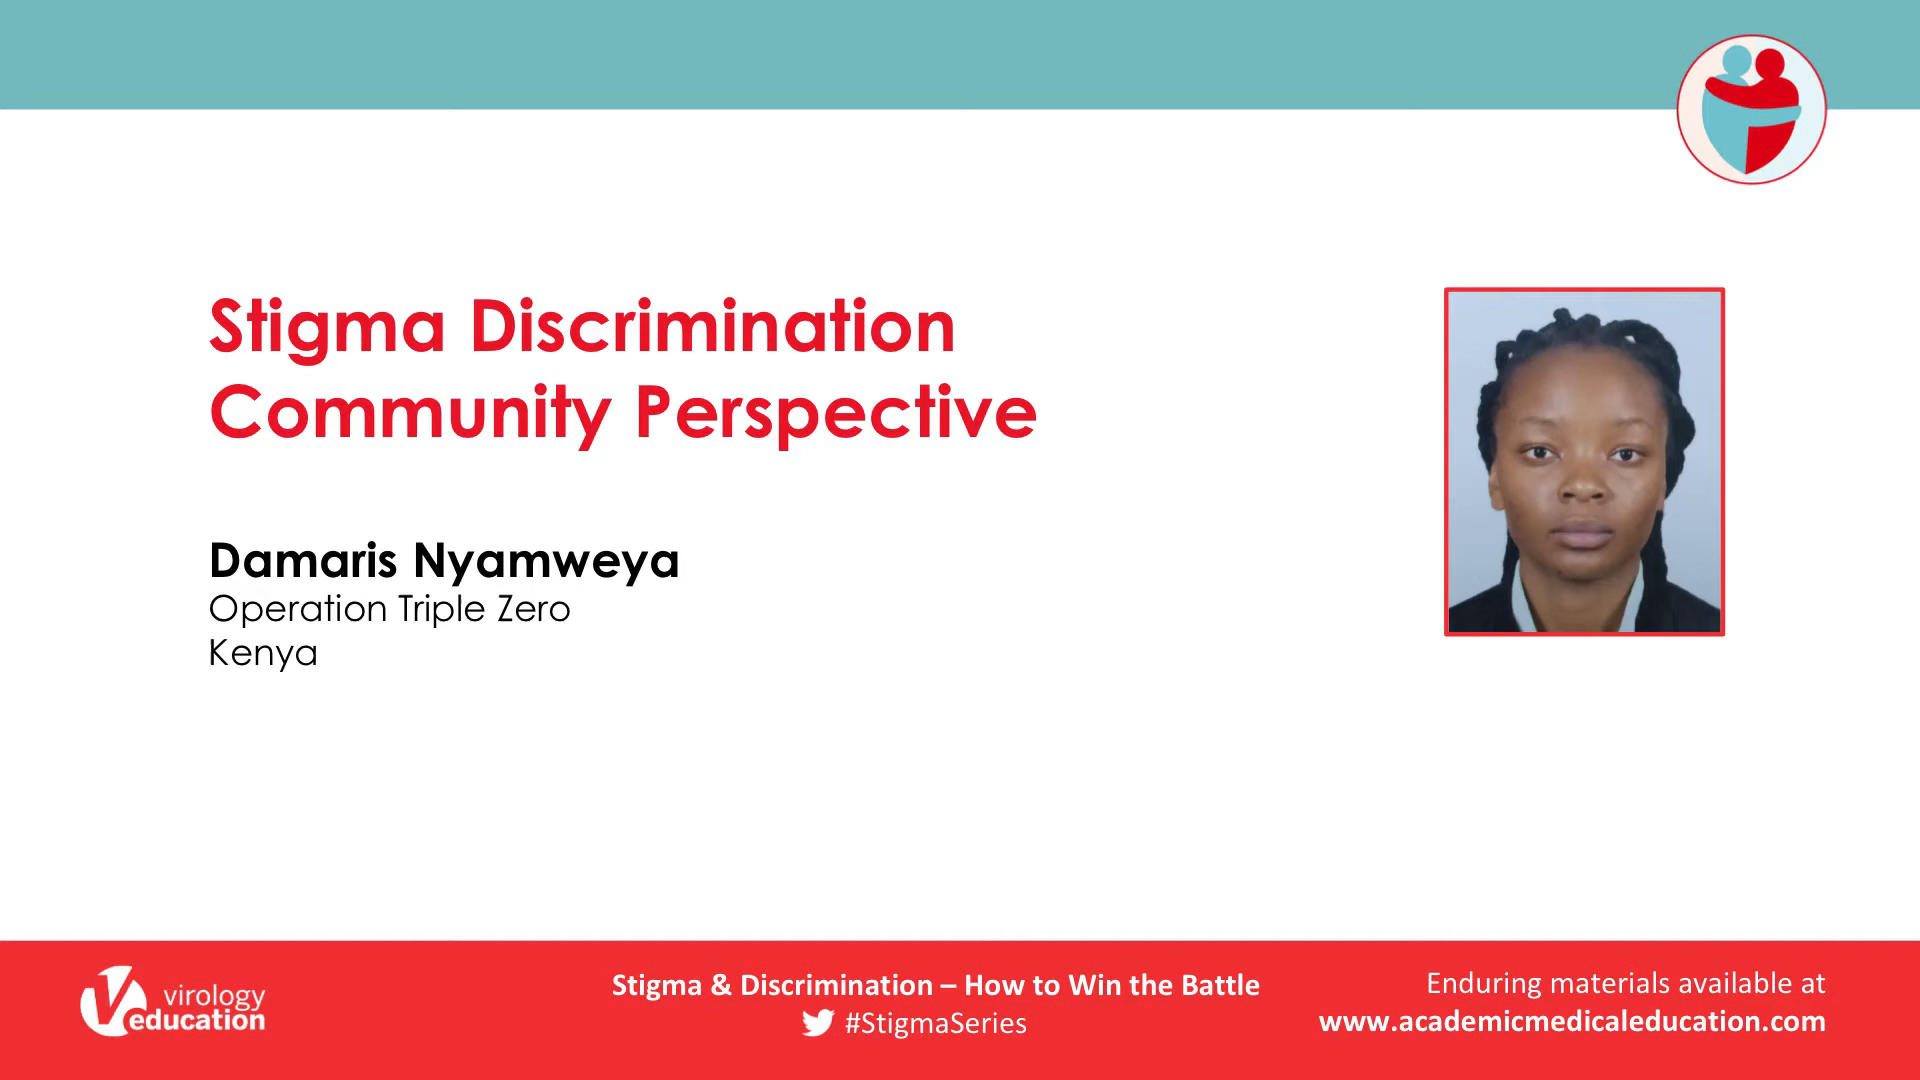 Stigma Discrimination
Community Perspective
Damaris Nyamweya
Operation Triple Zero
Kenya
virology
education
Stigma & Discrimination – How to Win the Battle
#StigmaSeries
Enduring materials available at
www.academicmedicaleducation.com